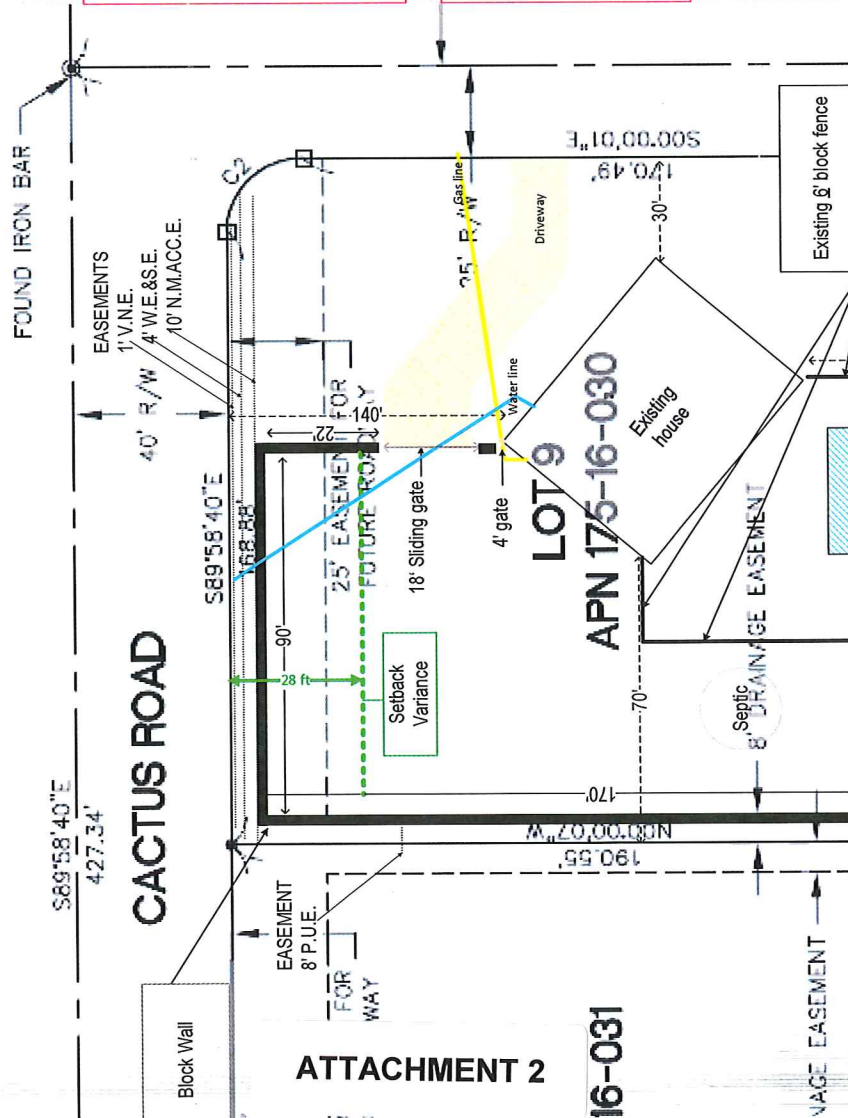 FOUND IRON BAR
EASEMENTS
1' V.N.E.
4' W.E.&S.E.
10' N.M.ACC.E.
C2
40' R/W
S89°58'40"E
427.34'
CACTUS ROAD
S89°58'40"E
168.88'
Block Wall
EASEMENT
8' P.U.E.
90'
22'
140'
28 ft
25' EASEMENT FOR
FUTURE ROADWAY
Setback
Variance
18' Sliding gate
4' gate
Gas line
R/W
Driveway
Water line
S00°00'01"E
170.49'
30'
Existing
house
LOT 9
APN 175-16-030
Existing 6' block fence
70'
Septic
8' DRAINAGE EASEMENT
170'
N00°00'07"W
190.55'
FOR
WAY
ATTACHMENT 2
16-031
NAGE EASEMENT